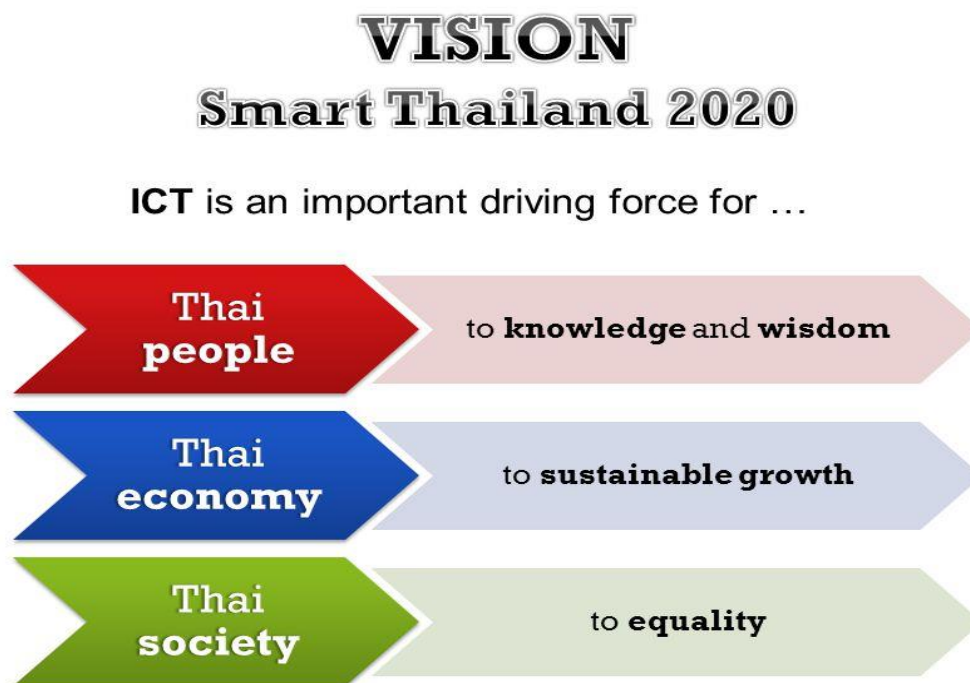 VISION
Smart Thailand 2020
ICT is an important driving force for ...
Thai
people
to knowledge and wisdom
Thai
economy
to sustainable growth
Thai
society
to equality